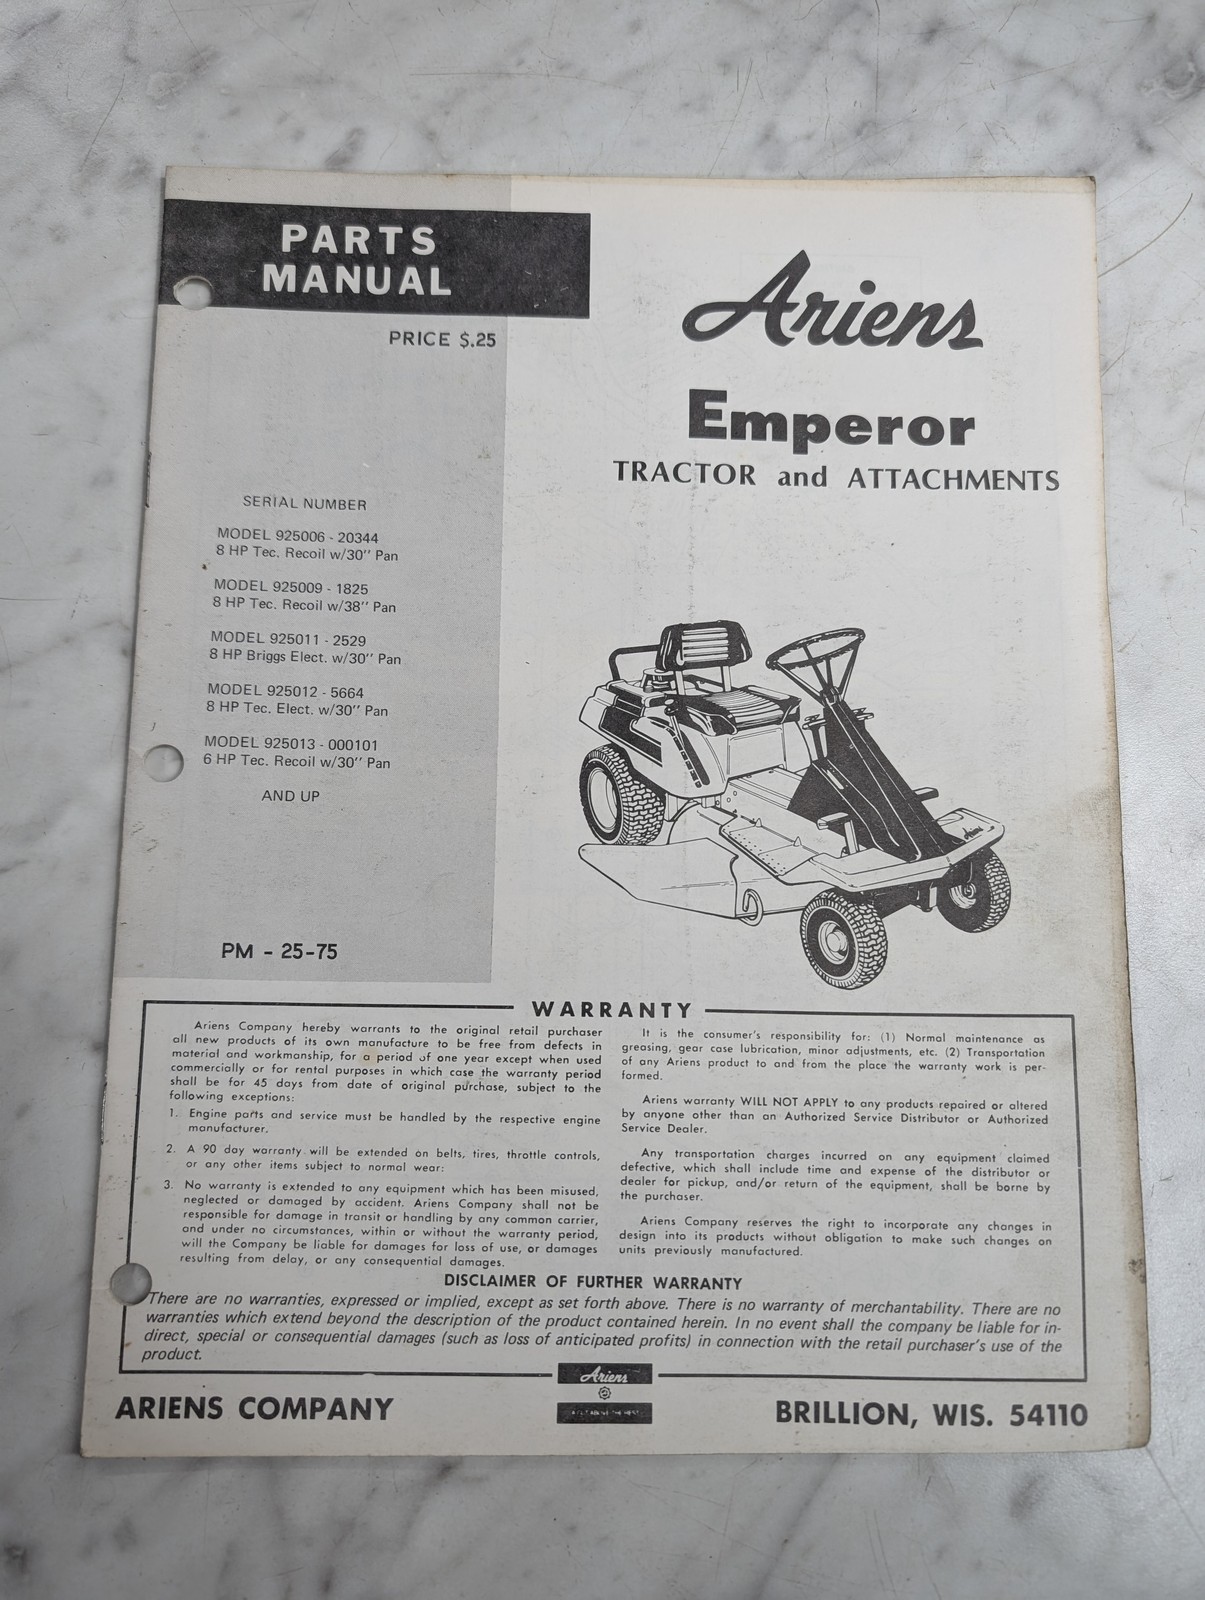 PARTS
MANUAL
PRICE $.25
Ariens
Emperor
TRACTOR and ATTACHMENTS
SERIAL NUMBER
MODEL 925006 - 20344
8 HP Tec. Recoil w/30'' Pan
MODEL 925009 - 1825
8 HP Tec. Recoil w/38'' Pan
MODEL 925011 - 2529
8 HP Briggs Elect. w/30'' Pan
MODEL 925012 - 5664
8 HP Tec. Elect. w/30'' Pan
MODEL 925013 - 000101
6 HP Tec. Recoil w/30'' Pan
AND UP
PM - 25-75
Ariens
WARRANTY
Ariens Company hereby warrants to the original retail purchaser
all new products of its own manufacture to be free from defects in
material and workmanship, for a period of one year except when used
commercially or for rental purposes in which case the warranty period
shall be for 45 days from date of original purchase, subject to the
following exceptions:
1. Engine parts and service must be handled by the respective engine
manufacturer.
2. A 90 day warranty will be extended on belts, tires, throttle controls,
or any other items subject to normal wear:
3. No warranty is extended to any equipment which has been misused,
neglected or damaged by accident. Ariens Company shall not be
responsible for damage in transit or handling by any common carrier,
and under no circumstances, within or without the warranty period,
will the Company be liable for damages for loss of use, or damages
resulting from delay, or any consequential damages.
It is the consumer's responsibility for: (1) Normal maintenance as
greasing, gear case lubrication, minor adjustments, etc. (2) Transportation
of any Ariens product to and from the place the warranty work is per-
formed.
Ariens warranty WILL NOT APPLY to any products repaired or altered
by anyone other than an Authorized Service Distributor or Authorized
Service Dealer.
Any transportation charges incurred on any equipment claimed
defective, which shall include time and expense of the distributor or
dealer for pickup, and/or return of the equipment, shall be borne by
the purchaser.
Ariens Company reserves the right to incorporate any changes in
design into its products without obligation to make such changes on
units previously manufactured.
DISCLAIMER OF FURTHER WARRANTY
There are no warranties, expressed or implied, except as set forth above. There is no warranty of merchantability. There are no
warranties which extend beyond the description of the product contained herein. In no event shall the company be liable for in-
direct, special or consequential damages (such as loss of anticipated profits) in connection with the retail purchaser's use of the
product.
Ariens
ARIENS COMPANY
BRILLION, WIS. 54110